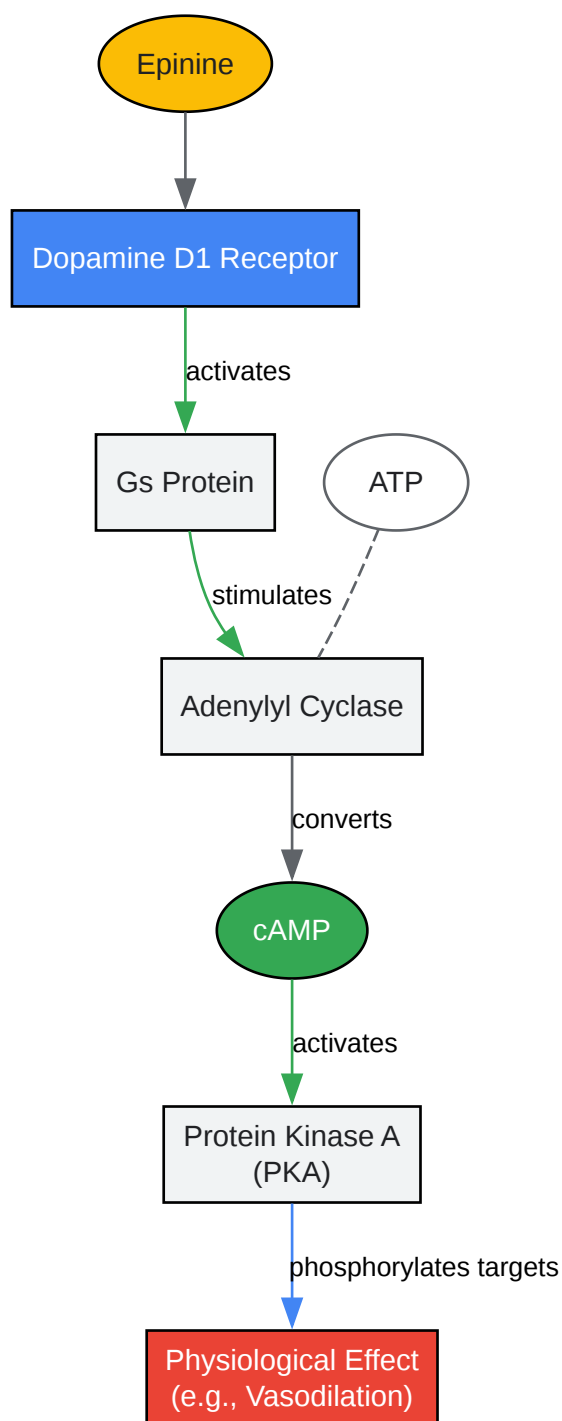 Epinine
Dopamine D1 Receptor
activates
Gs Protein
ATP
stimulates
Adenylyl Cyclase
converts
cAMP
activates
Protein Kinase A
(PKA)
phosphorylates targets
Physiological Effect
(e.g., Vasodilation)